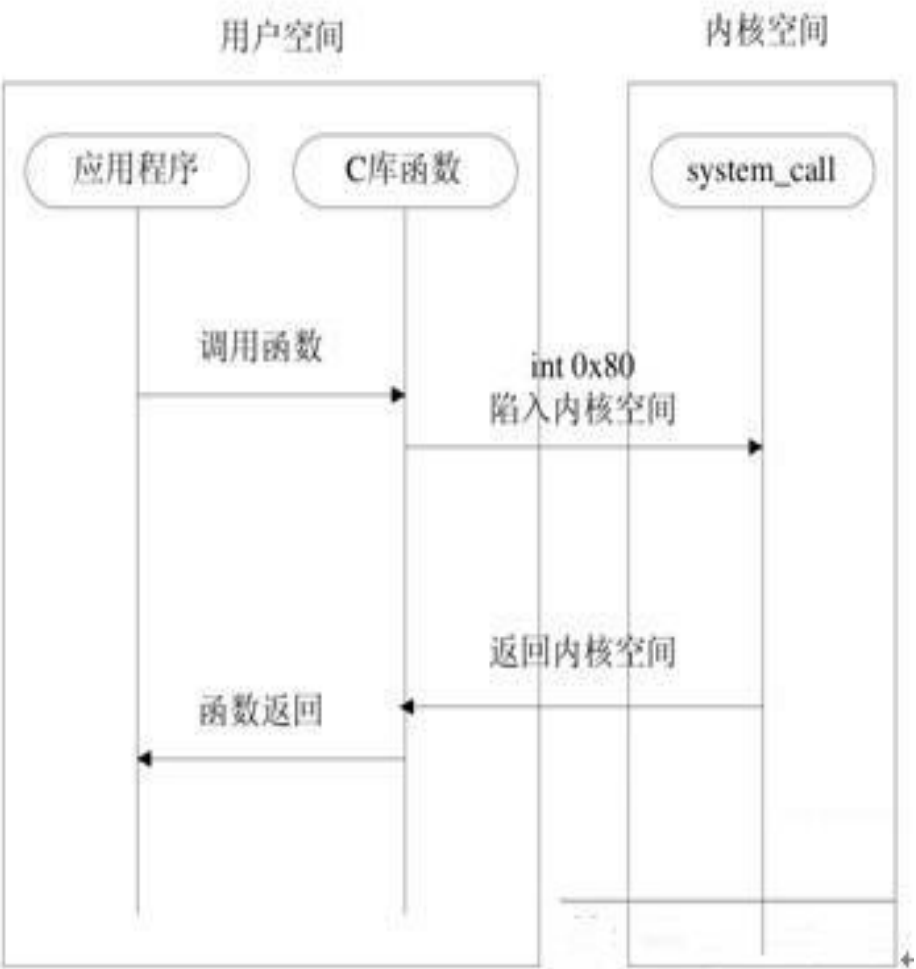 用户空间
内核空间
应用程序
C库函数
system_call
调用函数
int 0x80
陷入内核空间
返回内核空间
函数返回